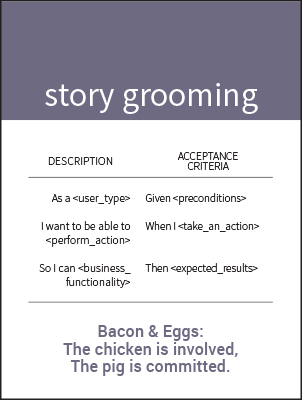 story grooming
DESCRIPTION
ACCEPTANCE
CRITERIA
As a <user_type>
Given <preconditions>
I want to be able to
<perform_action>
When I <take_an_action>
So I can <business_
functionality>
Then <expected_results>
Bacon & Eggs:
The chicken is involved,
The pig is committed.